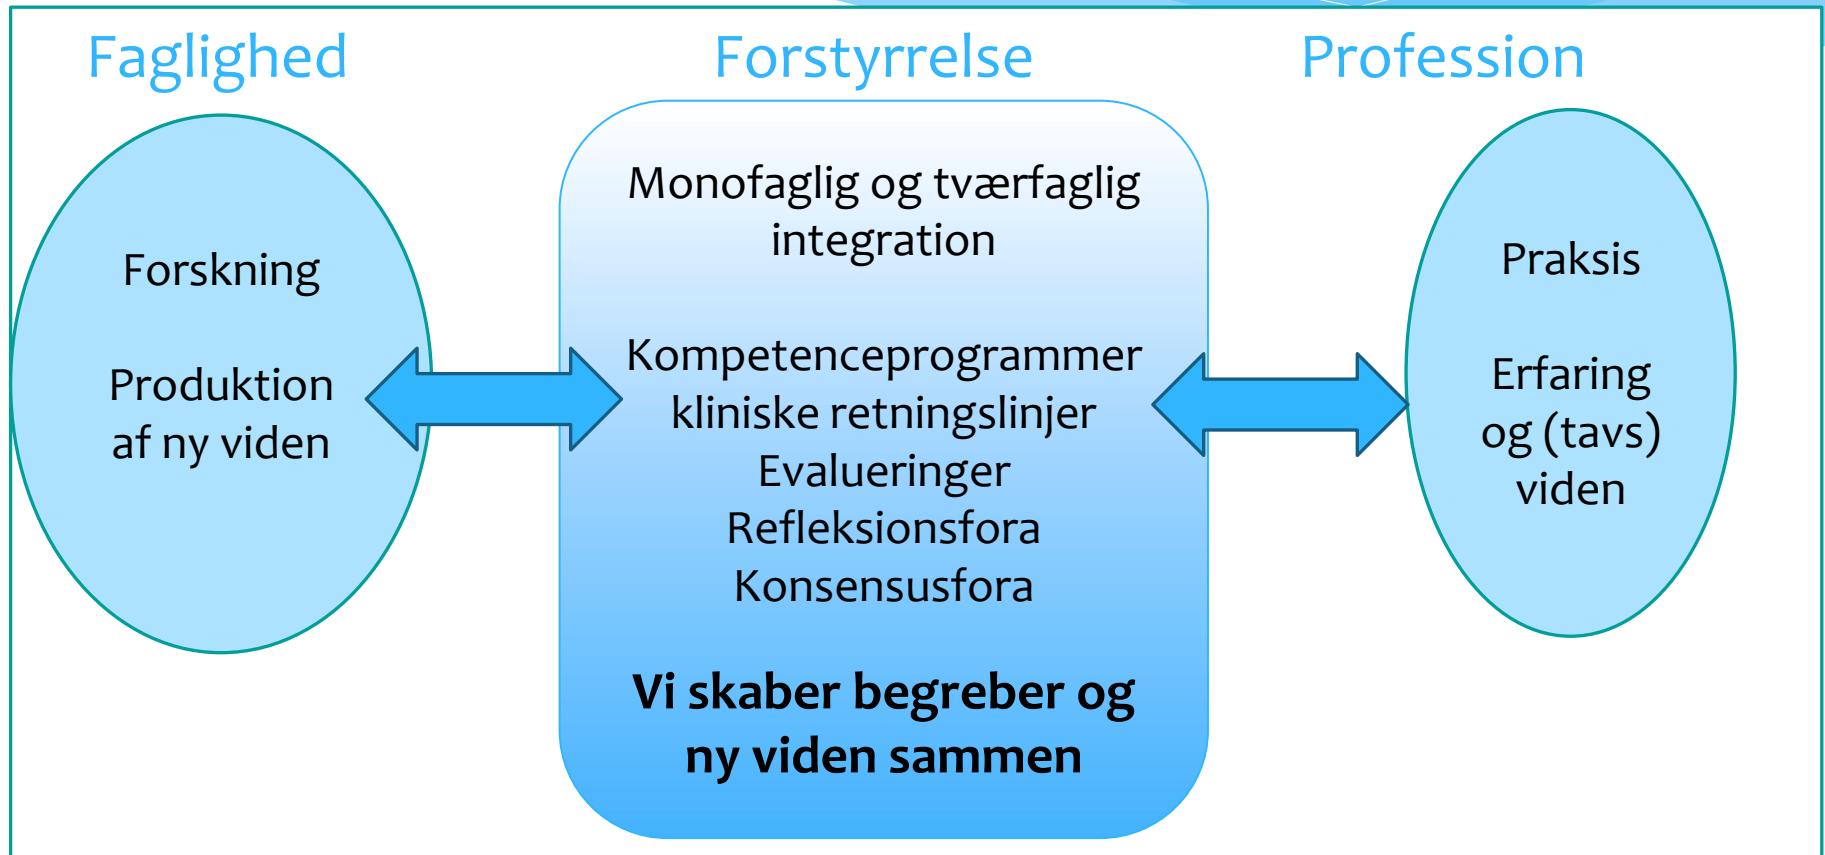 Faglighed
Forskning
Produktion
af ny viden
Forstyrrelse
Monofaglig og tværfaglig
integration
Kompetenceprogrammer
kliniske retningslinjer
Evalueringer
Refleksionsfora
Konsensusfora
Vi skaber begreber og
ny viden sammen
Profession
Praksis
Erfaring
og (tavs)
viden